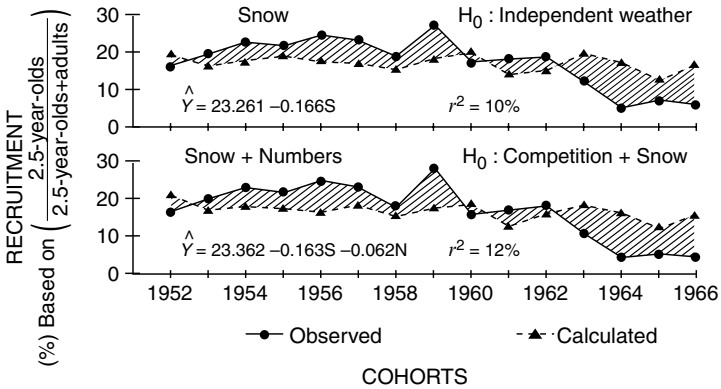 30
20
10
0
Snow
H₀ : Independent weather
Ŷ = 23.261 –0.166S
r² = 10%
30
20
10
0
Snow + Numbers
H₀ : Competition + Snow
Ŷ = 23.362 –0.163S –0.062N
r² = 12%
RECRUITMENT
(%) Based on ( 2.5-year-olds / 2.5-year-olds+adults )
1952 1954 1956 1958 1960 1962 1964 1966
Observed
Calculated
COHORTS